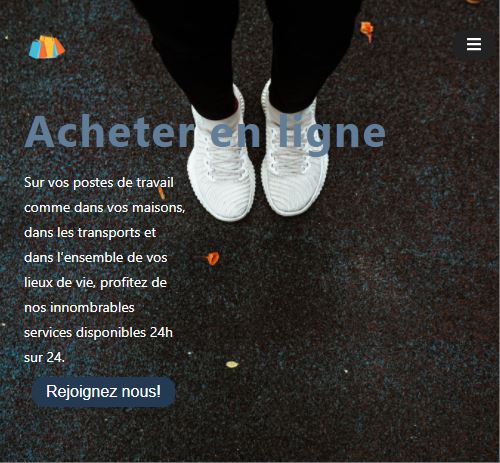 Acheter en ligne
Sur vos postes de travail
comme dans vos maisons,
dans les transports et
dans l'ensemble de vos
lieux de vie, profitez de
nos innombrables
services disponibles 24h
sur 24.
Rejoignez nous!